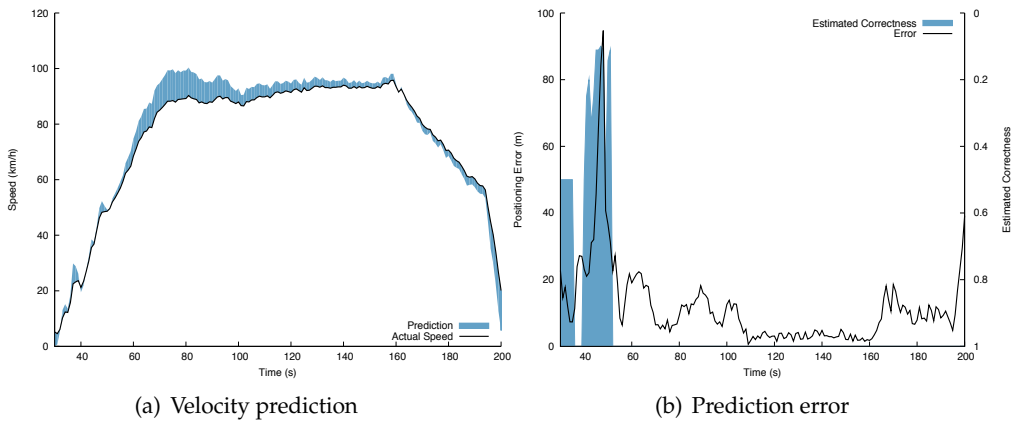 120
100
80
60
40
20
0
Speed (km/h)
40 60 80 100 120 140 160 180 200
Time (s)
Prediction
Actual Speed
(a) Velocity prediction
100
80
60
40
20
0
Positioning Error (m)
40 60 80 100 120 140 160 180 200
Time (s)
Estimated Correctness
Error
0
0.2
0.4
0.6
0.8
1
Estimated Correctness
(b) Prediction error